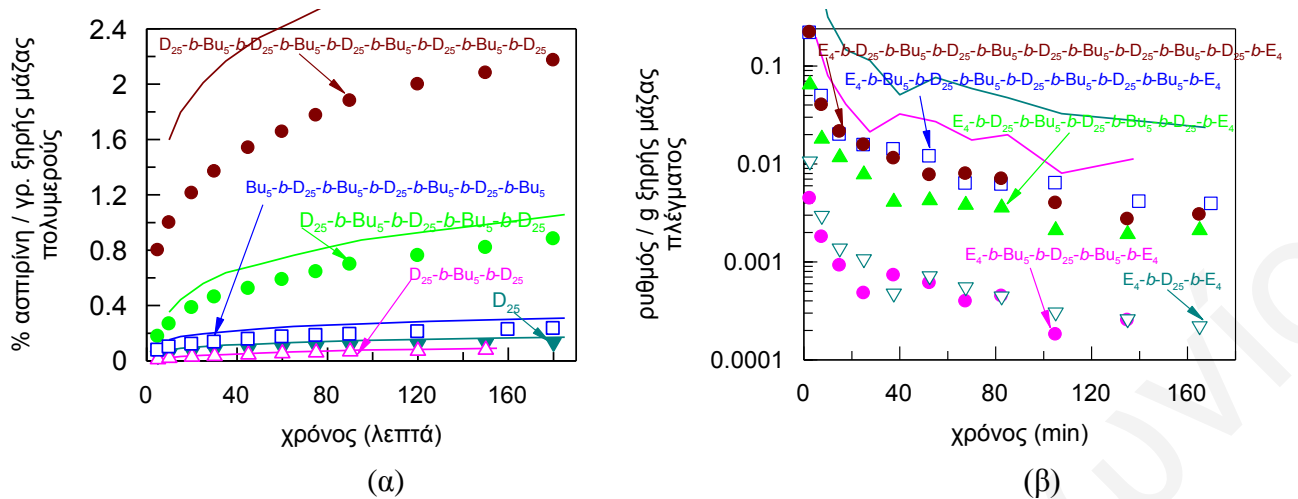 2.4
2
1.6
1.2
0.8
0.4
0
0 40 80 120 160
% ασπιρίνη / γρ. ξηρής μάζας
πολυμερούς
χρόνος (λεπτά)
D25-b-Bu5-b-D25-b-Bu5-b-D25-b-Bu5-b-D25-b-Bu5-b-D25
Bu5-b-D25-b-Bu5-b-D25-b-Bu5-b-D25-b-Bu5
D25-b-Bu5-b-D25-b-Bu5-b-D25
D25-b-Bu5-b-D25
D25
(α)
0.1
0.01
0.001
0.0001
0 40 80 120 160
ρυθμός / g ξηρής μάζας
πλέγματος
χρόνος (min)
E4-b-D25-b-Bu5-b-D25-b-Bu5-b-D25-b-Bu5-b-D25-b-Bu5-b-D25-b-E4
E4-b-Bu5-b-D25-b-Bu5-b-D25-b-Bu5-b-D25-b-Bu5-b-E4
E4-b-D25-b-Bu5-b-D25-b-Bu5-b-D25-b-E4
E4-b-Bu5-b-D25-b-Bu5-b-E4
E4-b-D25-b-E4
(β)